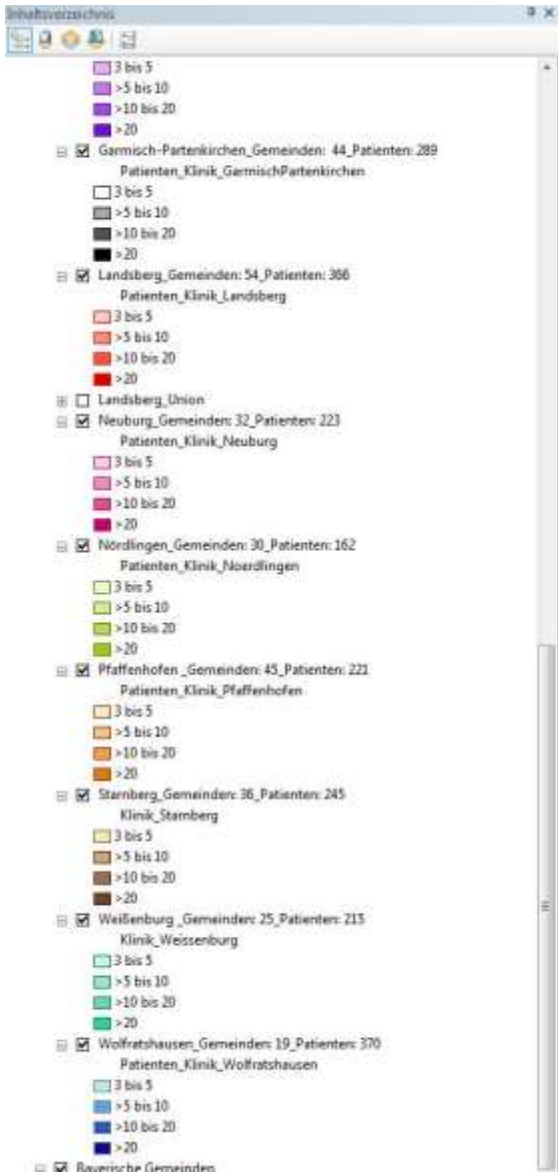 Inhaltsverzeichnis
3 bis 5
>5 bis 10
>10 bis 20
>20
Garmisch-Partenkirchen_Gemeinden: 44_Patienten: 289
Patienten_Klinik_GarmischPartenkirchen
3 bis 5
>5 bis 10
>10 bis 20
>20
Landsberg_Gemeinden: 54_Patienten: 366
Patienten_Klinik_Landsberg
3 bis 5
>5 bis 10
>10 bis 20
>20
Landsberg_Union
Neuburg_Gemeinden: 32_Patienten: 223
Patienten_Klinik_Neuburg
3 bis 5
>5 bis 10
>10 bis 20
>20
Nördlingen_Gemeinden: 30_Patienten: 162
Patienten_Klinik_Noerdlingen
3 bis 5
>5 bis 10
>10 bis 20
>20
Pfaffenhofen _Gemeinden: 45_Patienten: 221
Patienten_Klinik_Pfaffenhofen
3 bis 5
>5 bis 10
>10 bis 20
>20
Starnberg_Gemeinden: 36_Patienten: 245
Klinik_Starnberg
3 bis 5
>5 bis 10
>10 bis 20
>20
Weißenburg _Gemeinden: 25_Patienten: 215
Klinik_Weissenburg
3 bis 5
>5 bis 10
>10 bis 20
>20
Wolfratshausen_Gemeinden: 19_Patienten: 370
Patienten_Klinik_Wolfratshausen
3 bis 5
>5 bis 10
>10 bis 20
>20
Bayerische Gemeinden